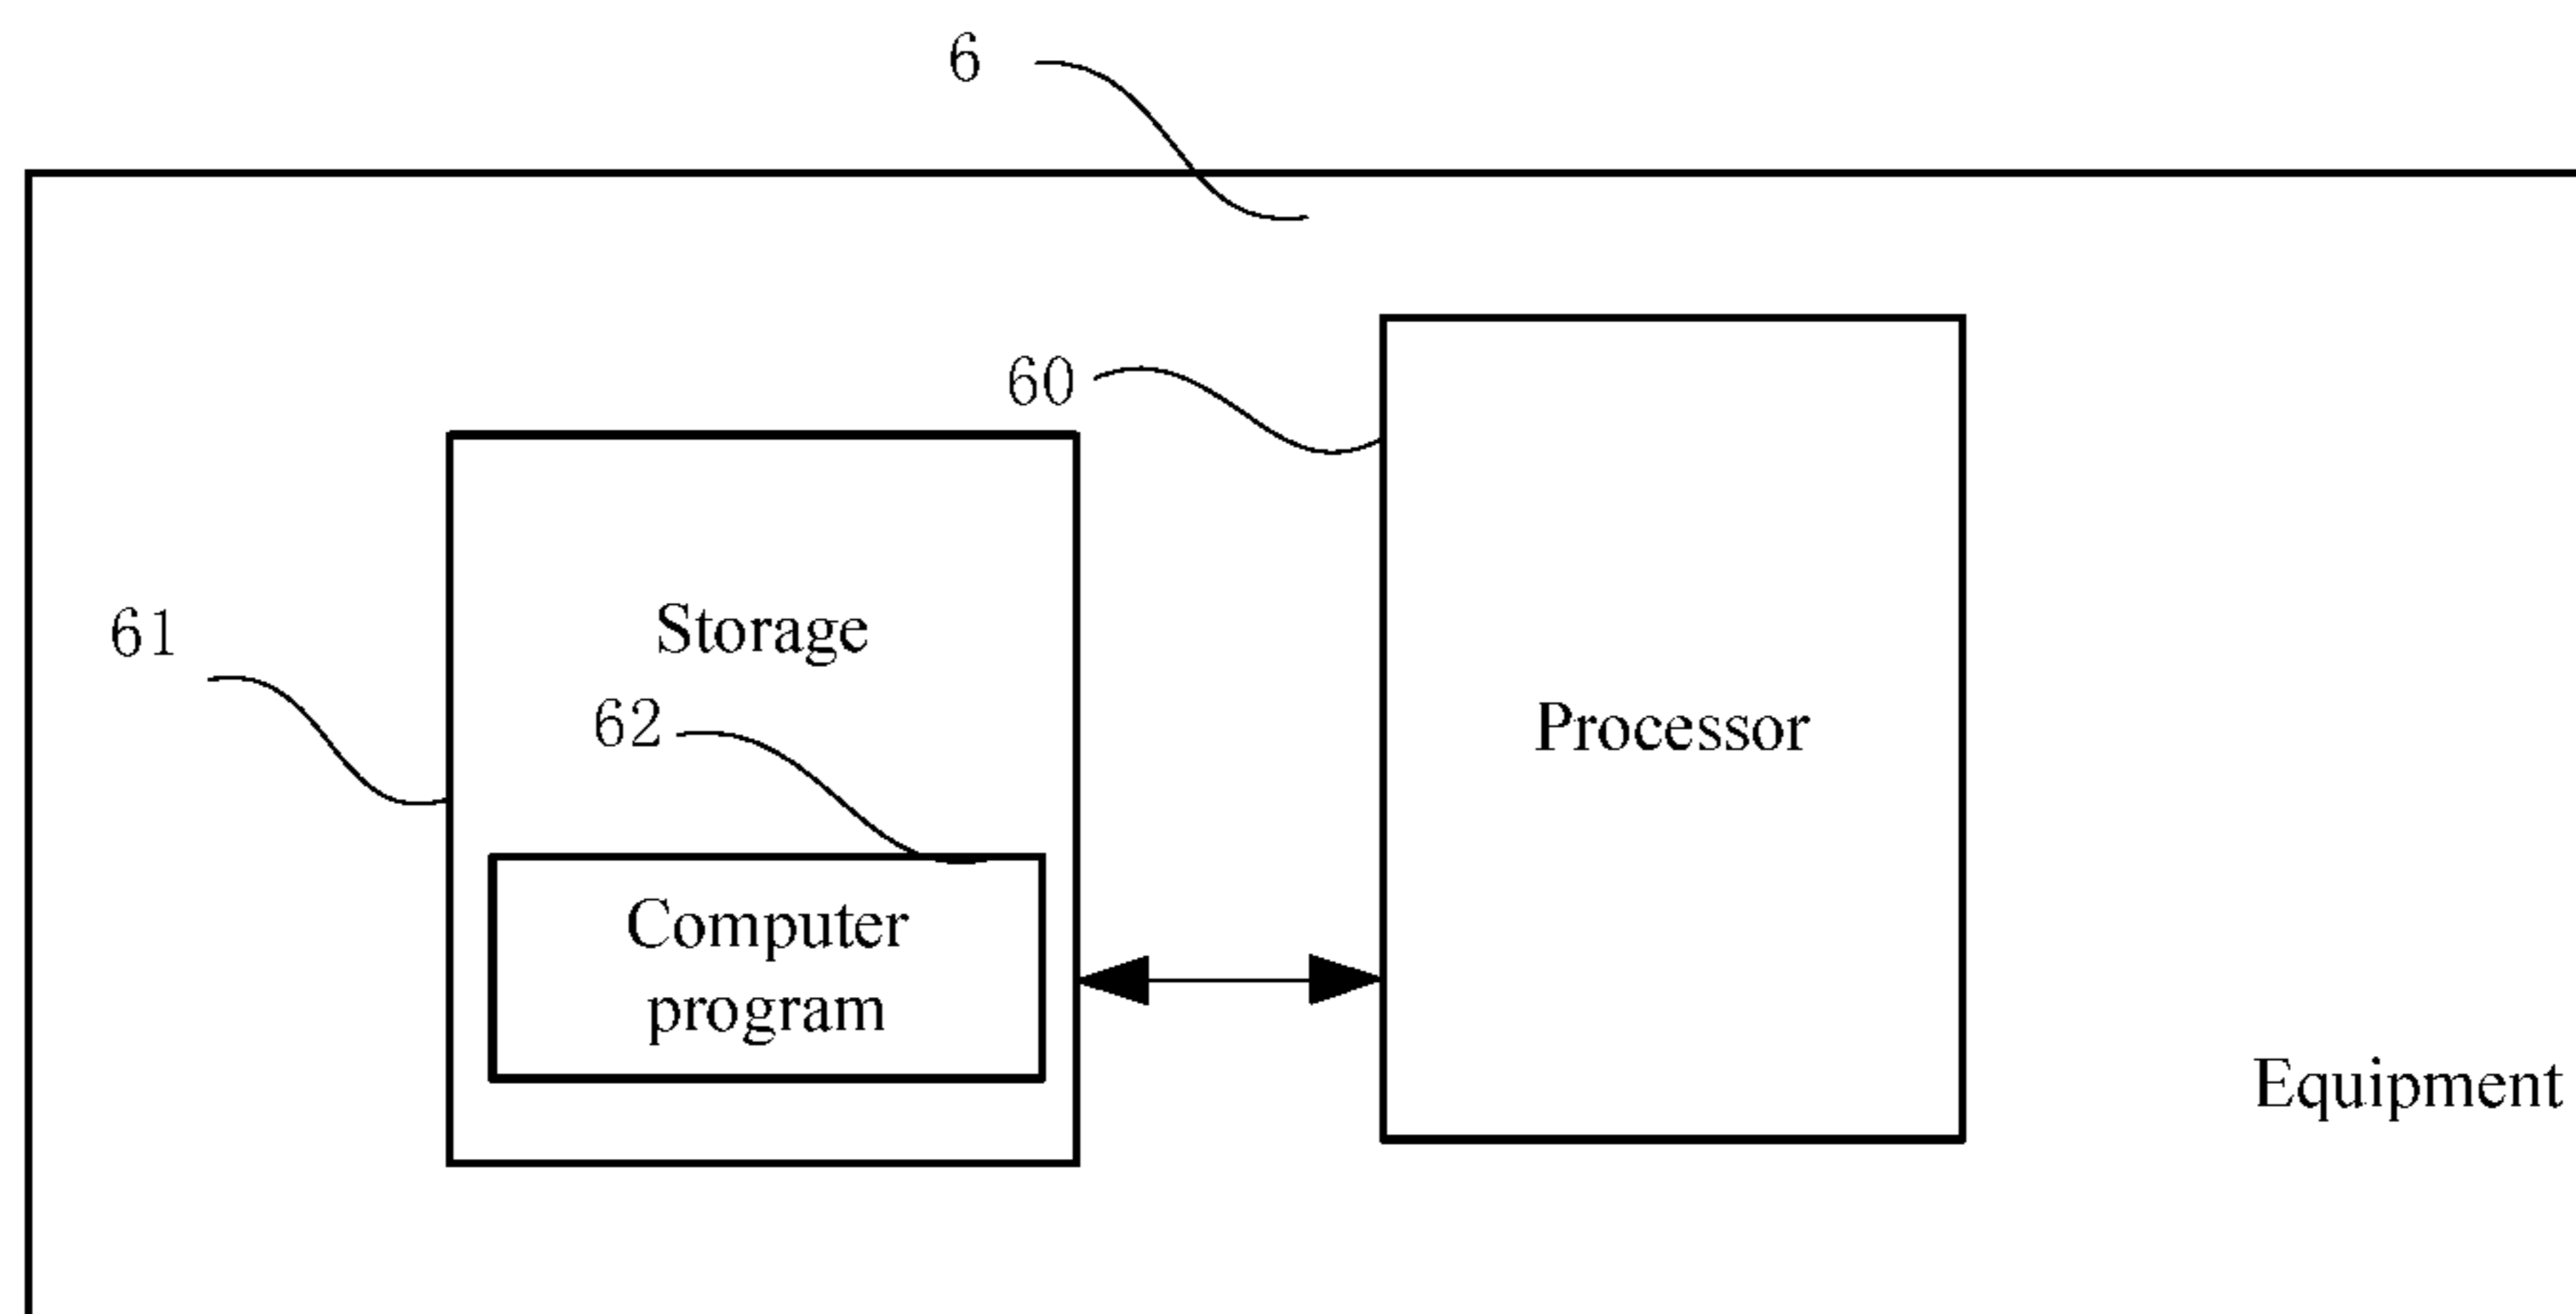 6
60
61
Storage
62
Processor
Computer
program
Equipment